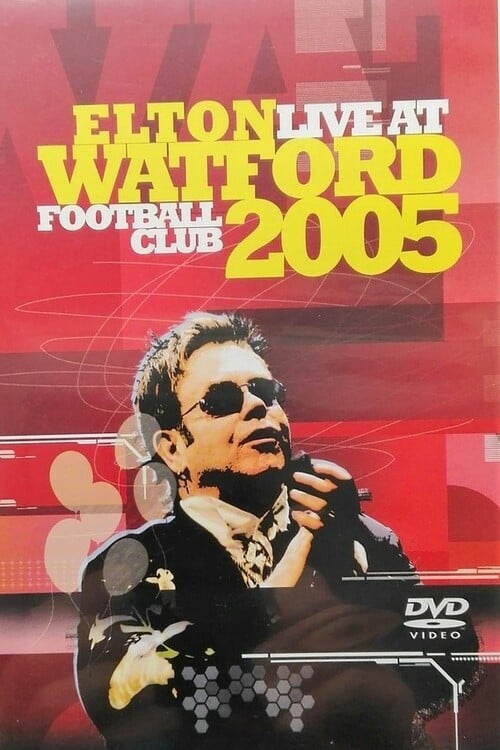 ELTON LIVE AT
WATFORD
FOOTBALL
CLUB
2005
DVD
VIDEO